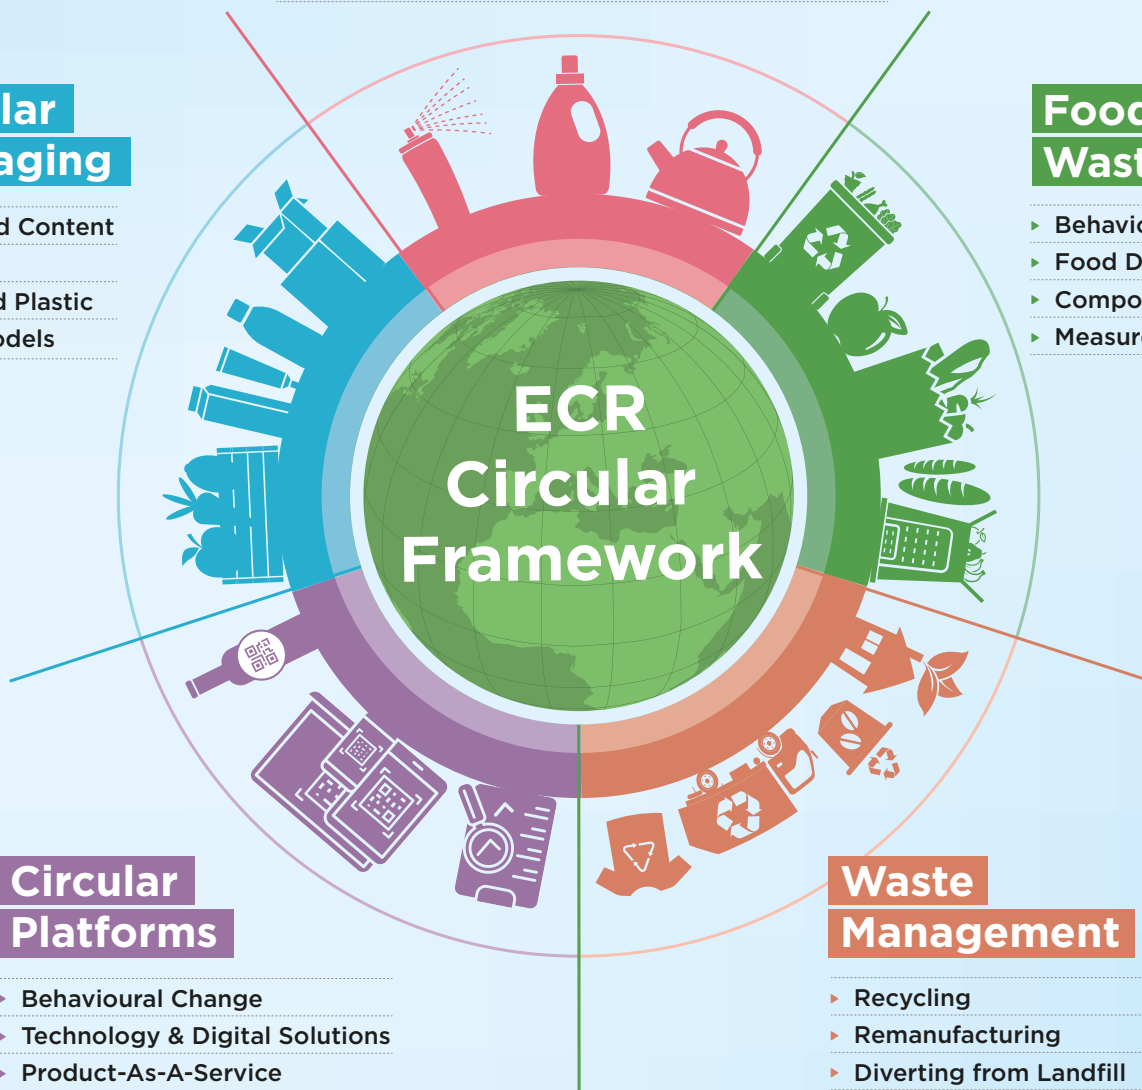 lar
aging
d Content
d Plastic
odels
Food
Wast
Behavio
Food D
Compo
Measur
ECR
Circular
Framework
Circular
Platforms
Behavioural Change
Technology & Digital Solutions
Product-As-A-Service
Waste
Management
Recycling
Remanufacturing
Diverting from Landfill